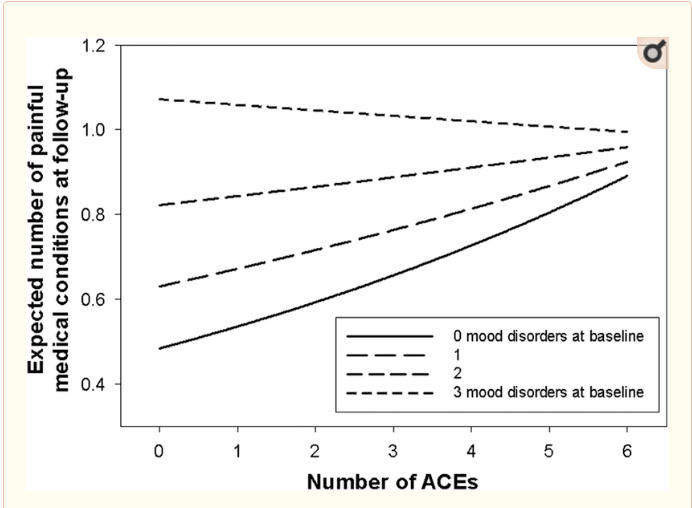 Expected number of painful
medical conditions at follow-up
1.2
1.0
0.8
0.6
0.4
0 mood disorders at baseline
1
2
3 mood disorders at baseline
0 1 2 3 4 5 6
Number of ACEs